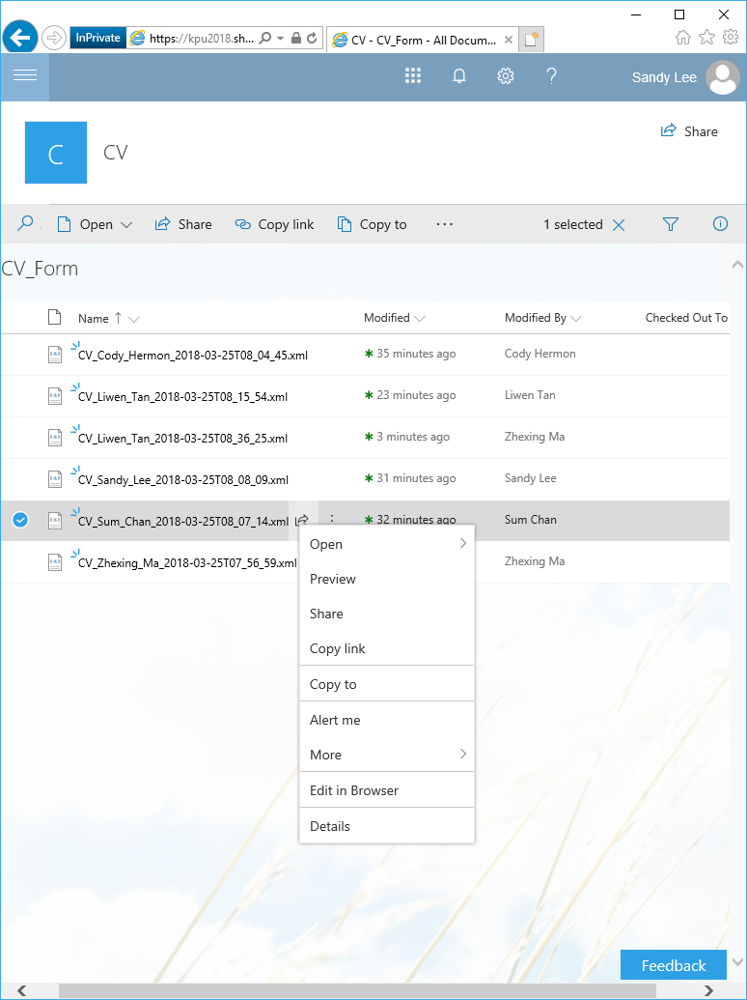 InPrivate https://kpu2018.sh... CV - CV_Form - All Docum...
Sandy Lee
C CV
Share
Open Share Copy link Copy to ... 1 selected
CV_Form
Name Modified Modified By Checked Out To
CV_Cody_Hermon_2018-03-25T08_04_45.xml 35 minutes ago Cody Hermon
CV_Liwen_Tan_2018-03-25T08_15_54.xml 23 minutes ago Liwen Tan
CV_Liwen_Tan_2018-03-25T08_36_25.xml 3 minutes ago Zhexing Ma
CV_Sandy_Lee_2018-03-25T08_08_09.xml 31 minutes ago Sandy Lee
CV_Sum_Chan_2018-03-25T08_07_14.xml 32 minutes ago Sum Chan
CV_Zhexing_Ma_2018-03-25T07_56_59.xml Zhexing Ma
Open
Preview
Share
Copy link
Copy to
Alert me
More
Edit in Browser
Details
Feedback